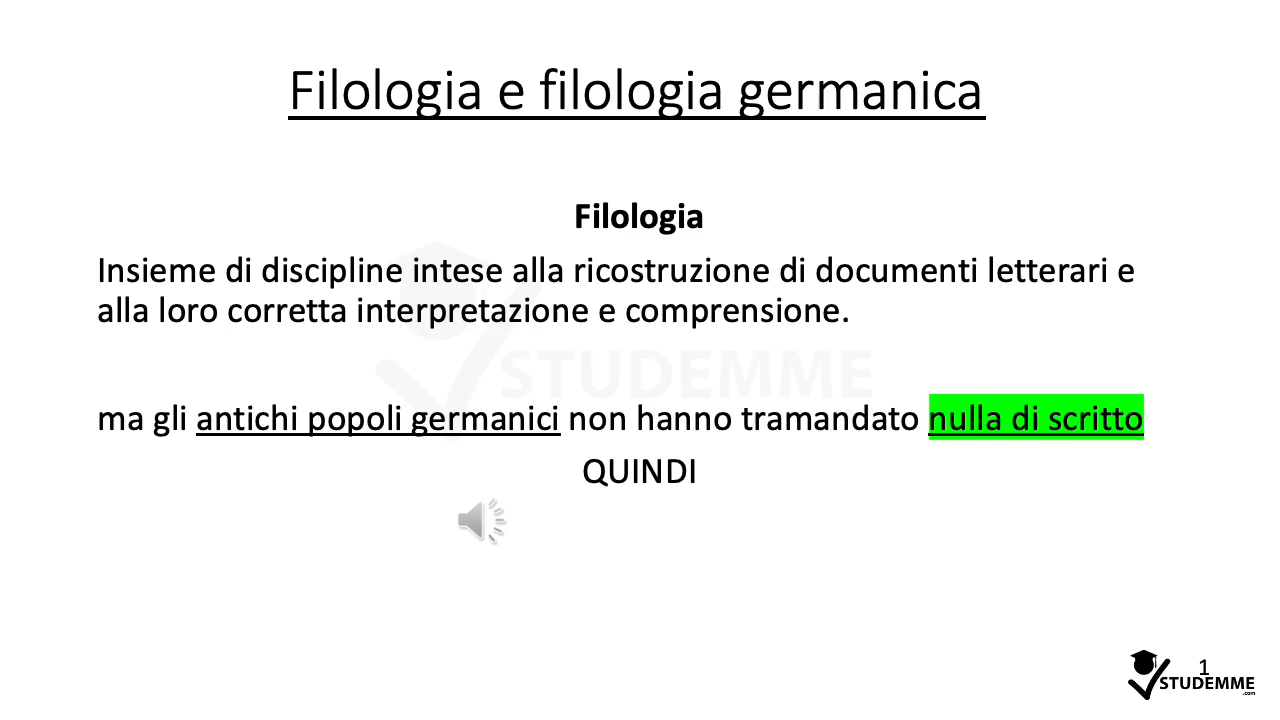 Filologia e filologia germanica
Filologia
Insieme di discipline intese alla ricostruzione di documenti letterari e
alla loro corretta interpretazione e comprensione.
STUDEMME
ma gli antichi popoli germanici non hanno tramandato nulla di scritto
QUINDI
1
STUDEMME
.com